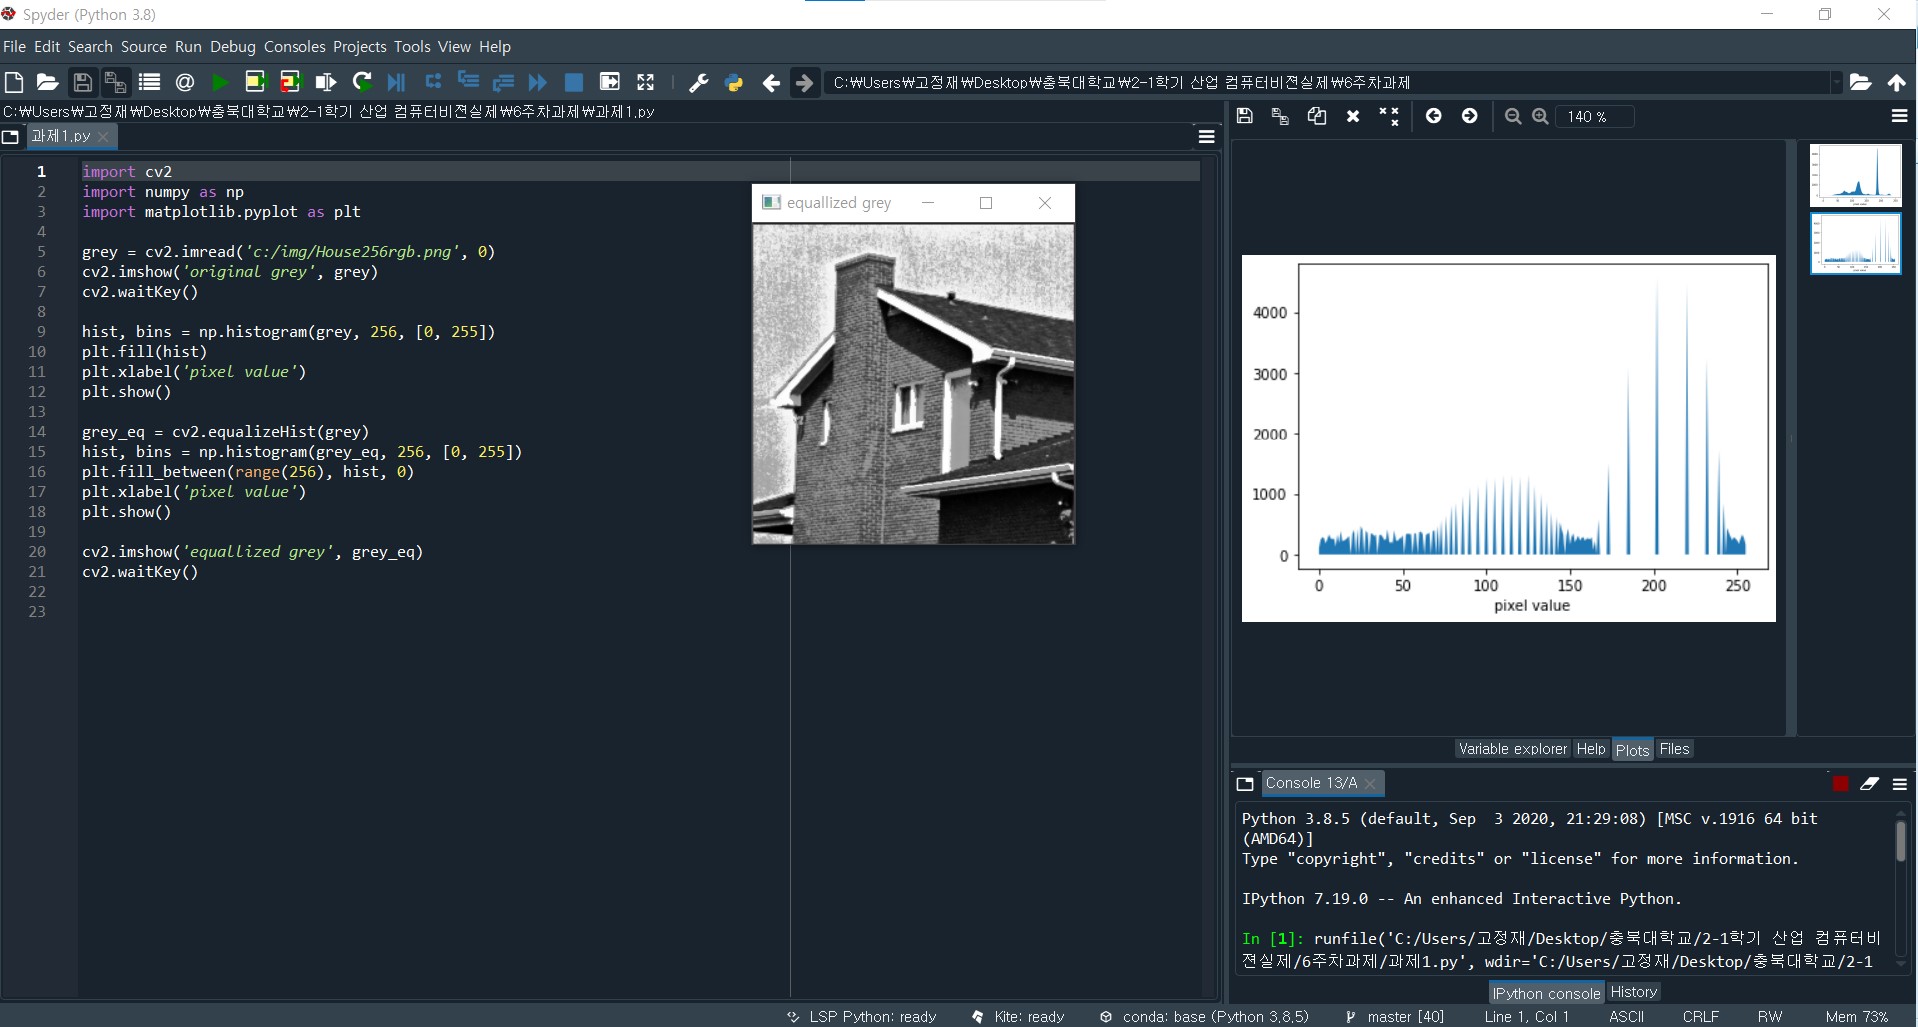 Spyder (Python 3.8)
File Edit Search Source Run Debug Consoles Projects Tools View Help
C:₩Users₩고정재₩Desktop₩충북대학교₩2-1학기 산업 컴퓨터비젼실제₩6주차과제
C:₩Users₩고정재₩Desktop₩충북대학교₩2-1학기 산업 컴퓨터비젼실제₩6주차과제₩과제1.py
과제1.py
1 import cv2
2 import numpy as np
3 import matplotlib.pyplot as plt
4
5 grey = cv2.imread('c:/img/House256rgb.png', 0)
6 cv2.imshow('original grey', grey)
7 cv2.waitKey()
8
9 hist, bins = np.histogram(grey, 256, [0, 255])
10 plt.fill(hist)
11 plt.xlabel('pixel value')
12 plt.show()
13
14 grey_eq = cv2.equalizeHist(grey)
15 hist, bins = np.histogram(grey_eq, 256, [0, 255])
16 plt.fill_between(range(256), hist, 0)
17 plt.xlabel('pixel value')
18 plt.show()
19
20 cv2.imshow('equallized grey', grey_eq)
21 cv2.waitKey()
22
23
equallized grey
140 %
4000
3000
2000
1000
0
0 50 100 150 200 250
pixel value
Variable explorer Help Plots Files
Console 13/A
Python 3.8.5 (default, Sep  3 2020, 21:29:08) [MSC v.1916 64 bit
(AMD64)]
Type "copyright", "credits" or "license" for more information.
IPython 7.19.0 -- An enhanced Interactive Python.
In [1]: runfile('C:/Users/고정재/Desktop/충북대학교/2-1학기 산업 컴퓨터비
젼실제/6주차과제/과제1.py', wdir='C:/Users/고정재/Desktop/충북대학교/2-1
IPython console History
LSP Python: ready Kite: ready conda: base (Python 3.8.5) master [40] Line 1, Col 1 ASCII CRLF RW Mem 73%